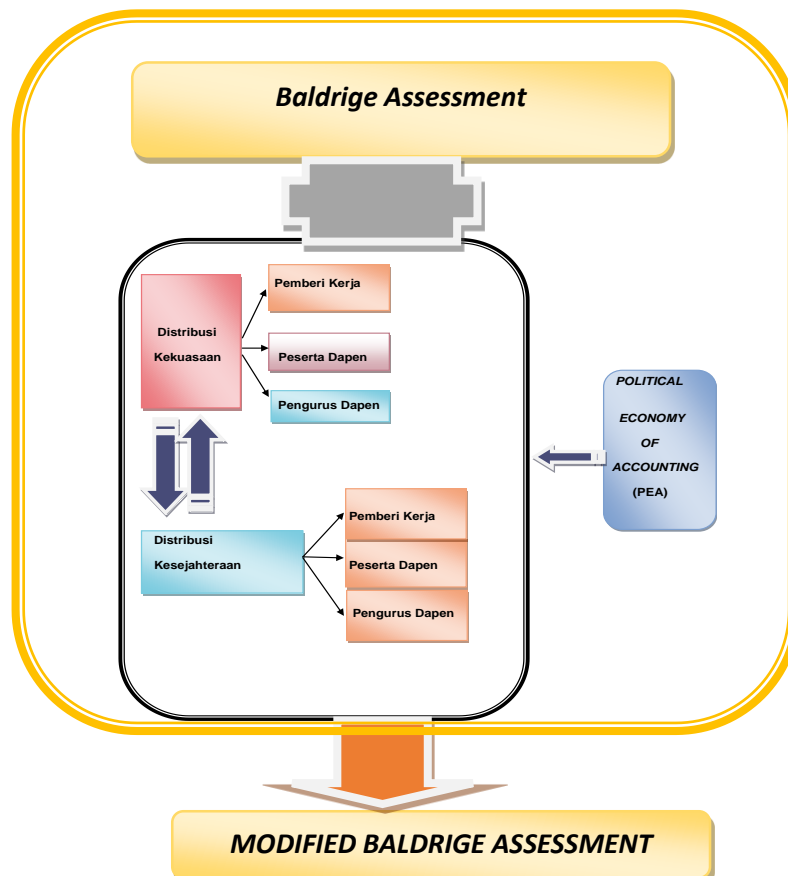 Baldrige Assessment
Distribusi
Kekuasaan
Pemberi Kerja
Peserta Dapen
Pengurus Dapen
POLITICAL
ECONOMY
OF
ACCOUNTING
(PEA)
Distribusi
Kesejahteraan
Pemberi Kerja
Peserta Dapen
Pengurus Dapen
MODIFIED BALDRIGE ASSESSMENT